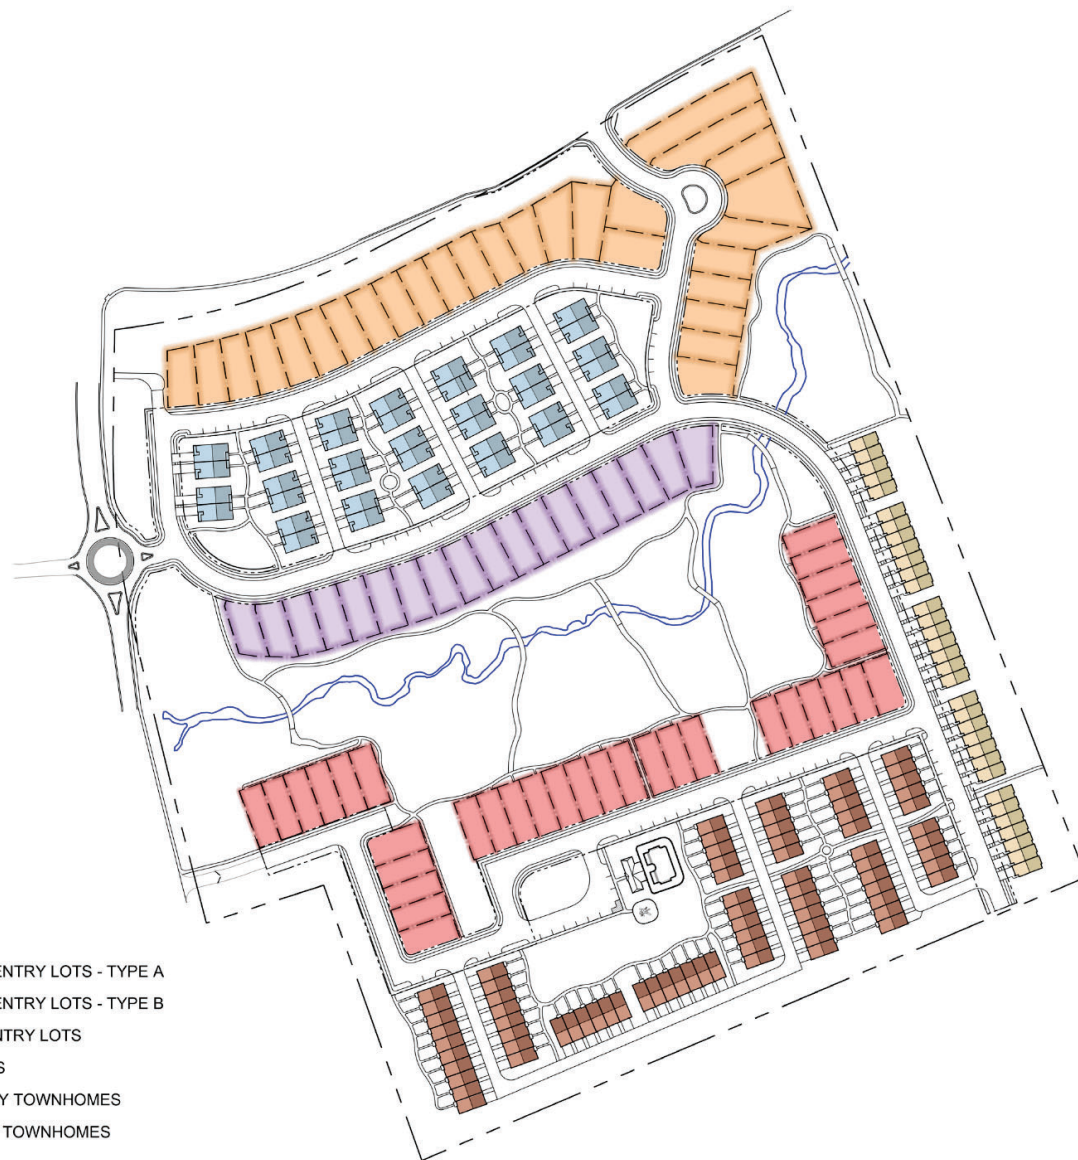 ENTRY LOTS - TYPE A
ENTRY LOTS - TYPE B
NTRY LOTS
S
Y TOWNHOMES
TOWNHOMES